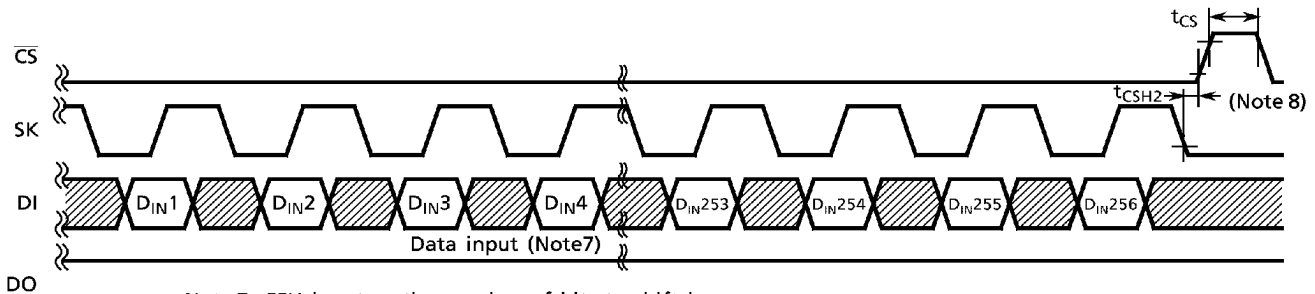 tCS
CS
tCSH2
(Note 8)
SK
DI
DIN1
DIN2
DIN3
DIN4
DIN253
DIN254
DIN255
DIN256
Data input (Note7)
DO